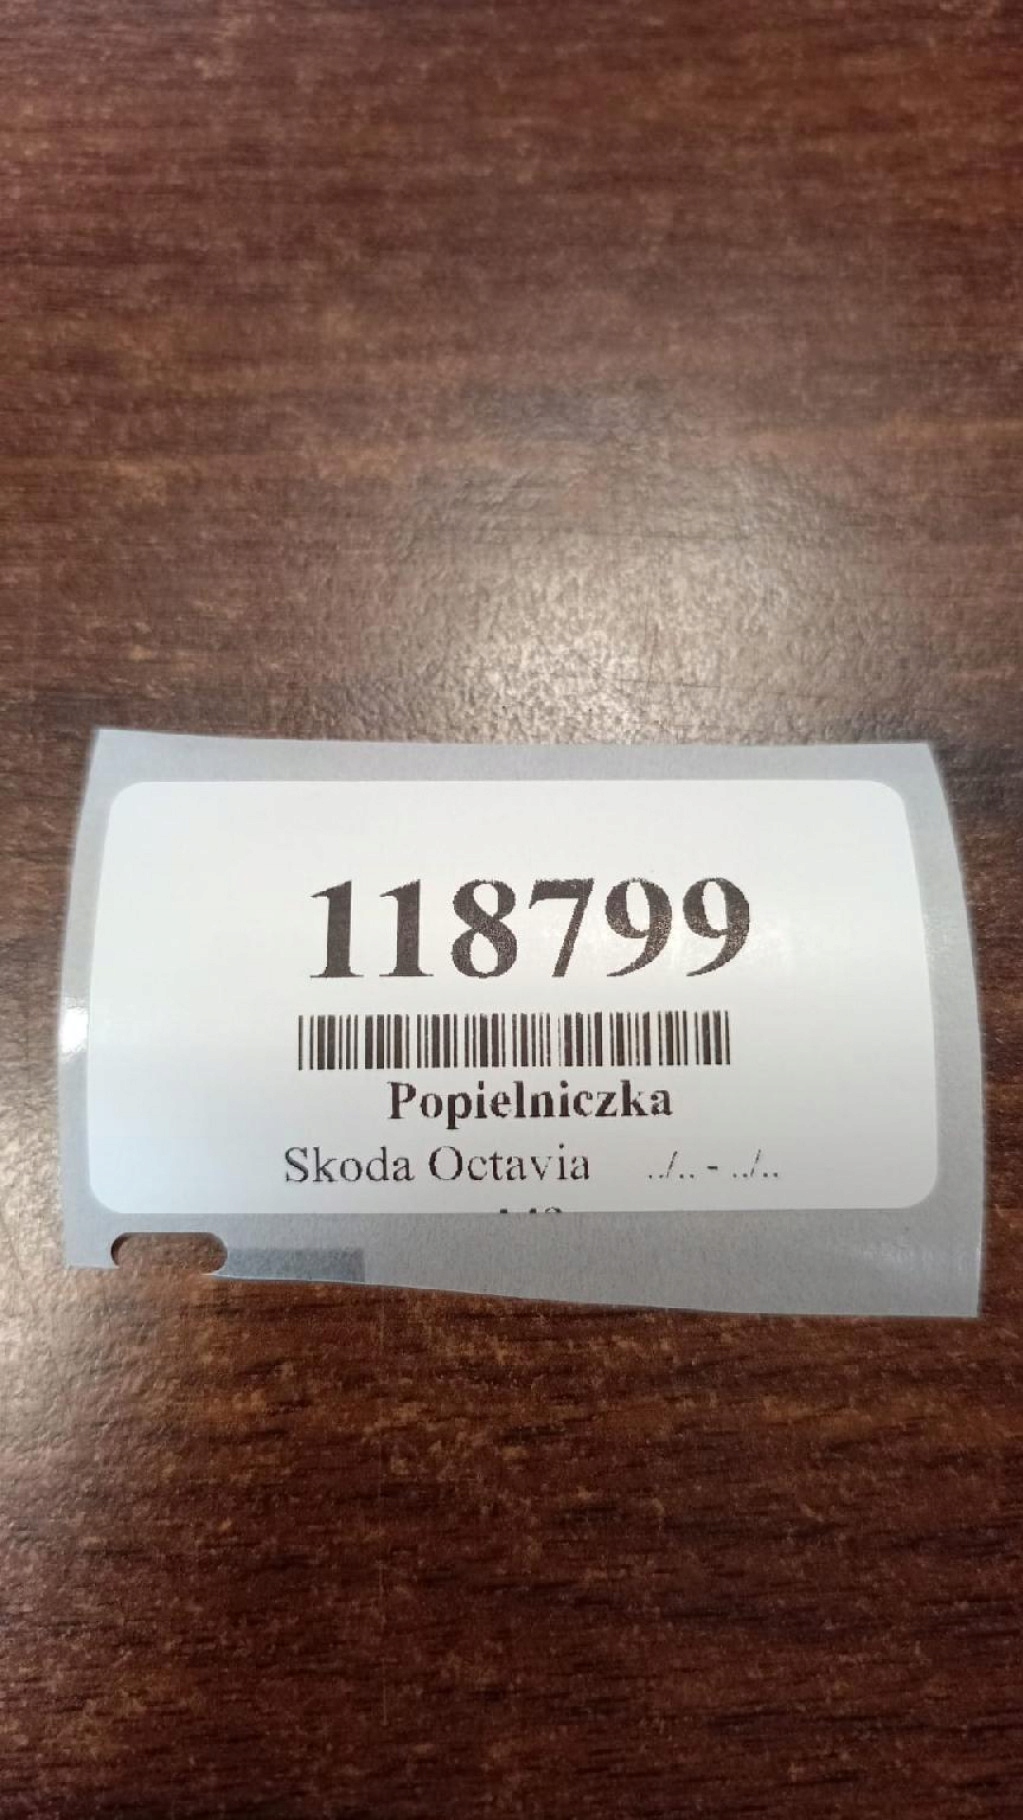 118799
Popielniczka
Skoda Octavia ../.. - ../..